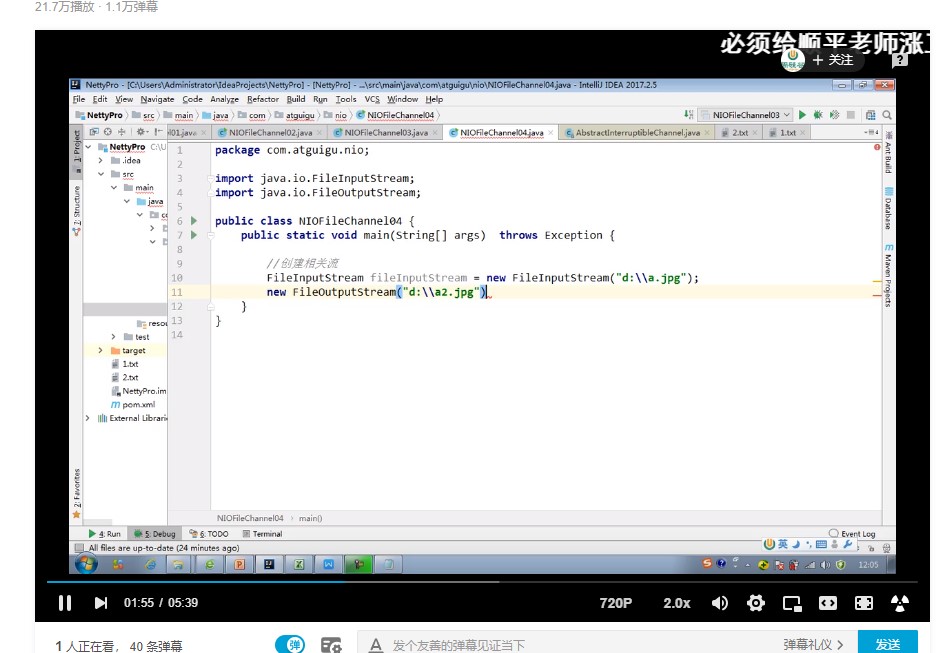 21.7万播放 · 1.1万弹幕
必须给顺平老师涨
+ 关注
?
NettyPro - [C:\Users\Administrator\IdeaProjects\NettyPro] - [NettyPro] - ...\src\main\java\com\atguigu\nio\NIOFileChannel04.java - IntelliJ IDEA 2017.2.5
File Edit View Navigate Code Analyze Refactor Build Run Tools VCS Window Help
NettyPro src main java com atguigu nio NIOFileChannel04 NIOFileChannel03
l01.java NIOFileChannel02.java NIOFileChannel03.java NIOFileChannel04.java AbstractInterruptibleChannel.java 2.txt 1.txt
1: Project
2: Structure
2: Favorites
NettyPro C:\U
.idea
src
main
java
resou
test
target
1.txt
2.txt
NettyPro.im
pom.xml
External Librari
1 package com.atguigu.nio;
2
3 import java.io.FileInputStream;
4 import java.io.FileOutputStream;
5
6 public class NIOFileChannel04 {
7 public static void main(String[] args) throws Exception {
8
9 //创建相关流
10 FileInputStream fileInputStream = new FileInputStream("d:\\a.jpg");
11 new FileOutputStream("d:\\a2.jpg")
12 }
13 }
14
Ant Build
Database
Maven Projects
NIOFileChannel04 › main()
4: Run 5: Debug 6: TODO Terminal Event Log
All files are up-to-date (24 minutes ago)
英
12:05
01:55 / 05:39 720P 2.0x
1人正在看， 40 条弹幕 弹 A 发个友善的弹幕见证当下 弹幕礼仪 > 发送